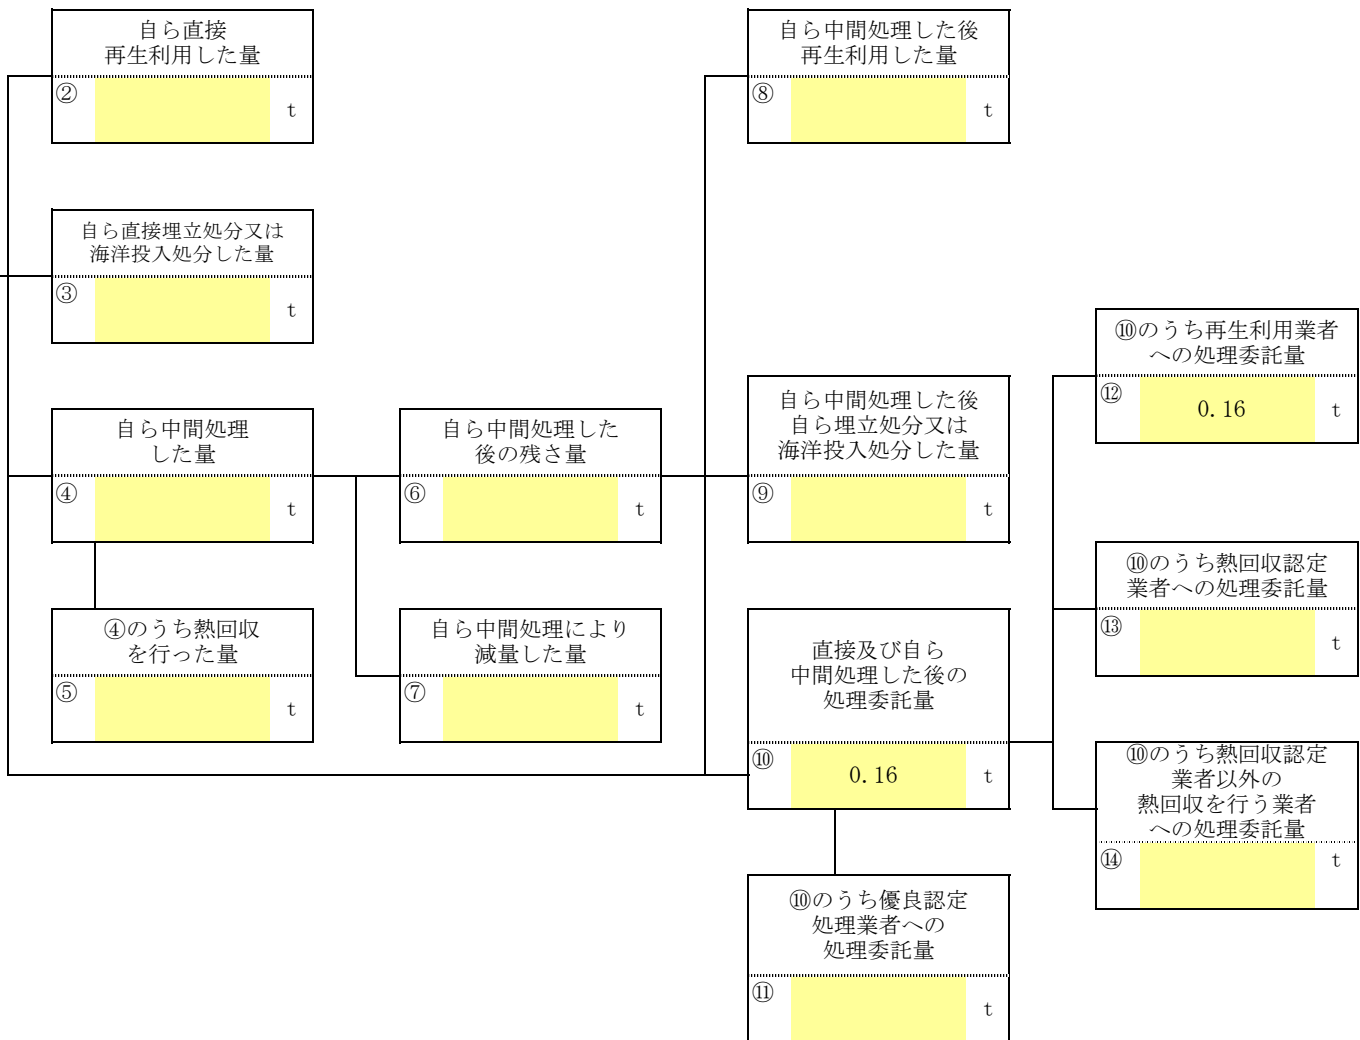 自ら直接
再生利用した量
②
t
自ら直接埋立処分又は
海洋投入処分した量
③
t
自ら中間処理
した量
④
t
④のうち熱回収
を行った量
⑤
t
自ら中間処理した
後の残さ量
⑥
t
自ら中間処理により
減量した量
⑦
t
自ら中間処理した後
再生利用した量
⑧
t
自ら中間処理した後
自ら埋立処分又は
海洋投入処分した量
⑨
t
直接及び自ら
中間処理した後の
処理委託量
⑩
0.16 t
⑩のうち優良認定
処理業者への
処理委託量
⑪
t
⑩のうち再生利用業者
への処理委託量
⑫
0.16 t
⑩のうち熱回収認定
業者への処理委託量
⑬
t
⑩のうち熱回収認定
業者以外の
熱回収を行う業者
への処理委託量
⑭
t